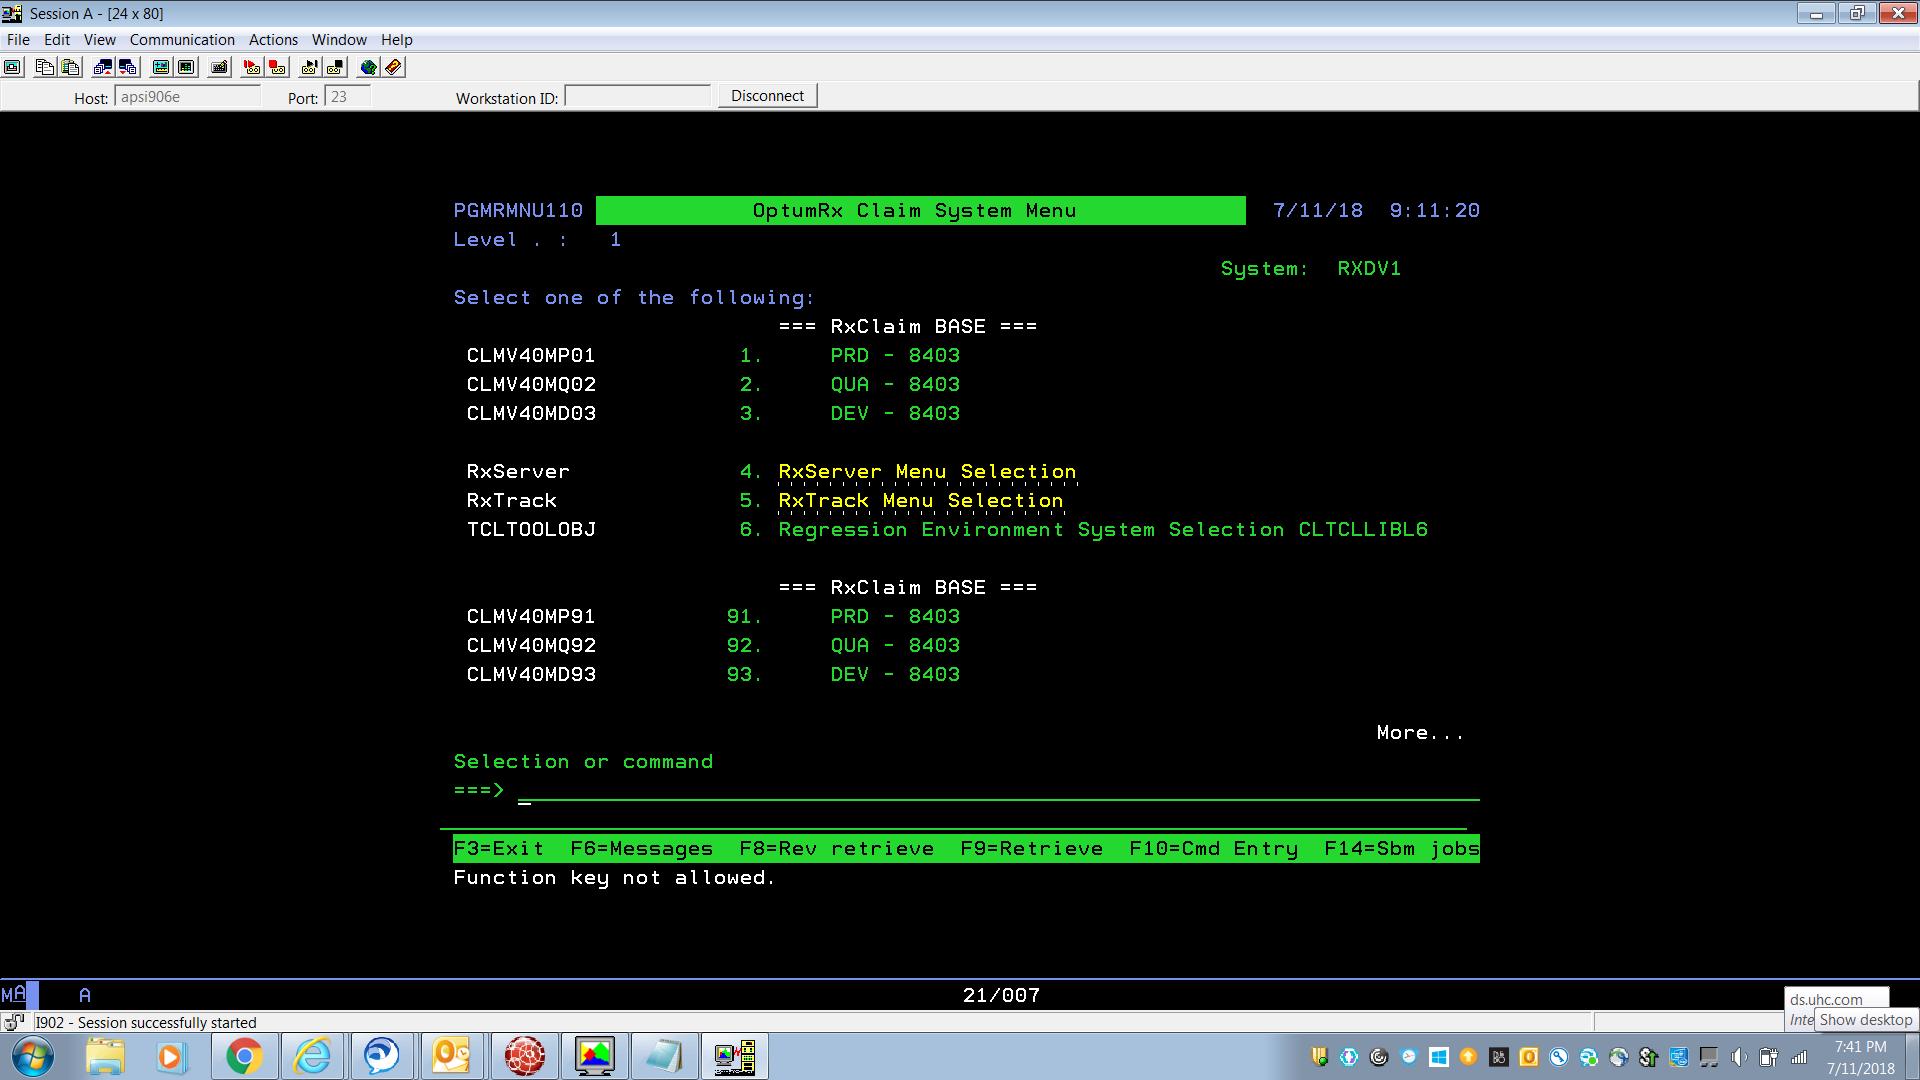 Session A - [24 x 80]
File Edit View Communication Actions Window Help
Host: apsi906e Port: 23 Workstation ID: Disconnect
PGMRMNU110 OptumRx Claim System Menu 7/11/18 9:11:20
Level . : 1
System: RXDV1
Select one of the following:
=== RxClaim BASE ===
CLMV40MP01 1. PRD - 8403
CLMV40MQ02 2. QUA - 8403
CLMV40MD03 3. DEV - 8403
RxServer 4. RxServer Menu Selection
RxTrack 5. RxTrack Menu Selection
TCLTOOLOBJ 6. Regression Environment System Selection CLTCLLIBL6
=== RxClaim BASE ===
CLMV40MP91 91. PRD - 8403
CLMV40MQ92 92. QUA - 8403
CLMV40MD93 93. DEV - 8403
More...
Selection or command
===>
F3=Exit F6=Messages F8=Rev retrieve F9=Retrieve F10=Cmd Entry F14=Sbm jobs
Function key not allowed.
MA A 21/007
ds.uhc.com
I902 - Session successfully started
Inte Show desktop
7:41 PM
7/11/2018